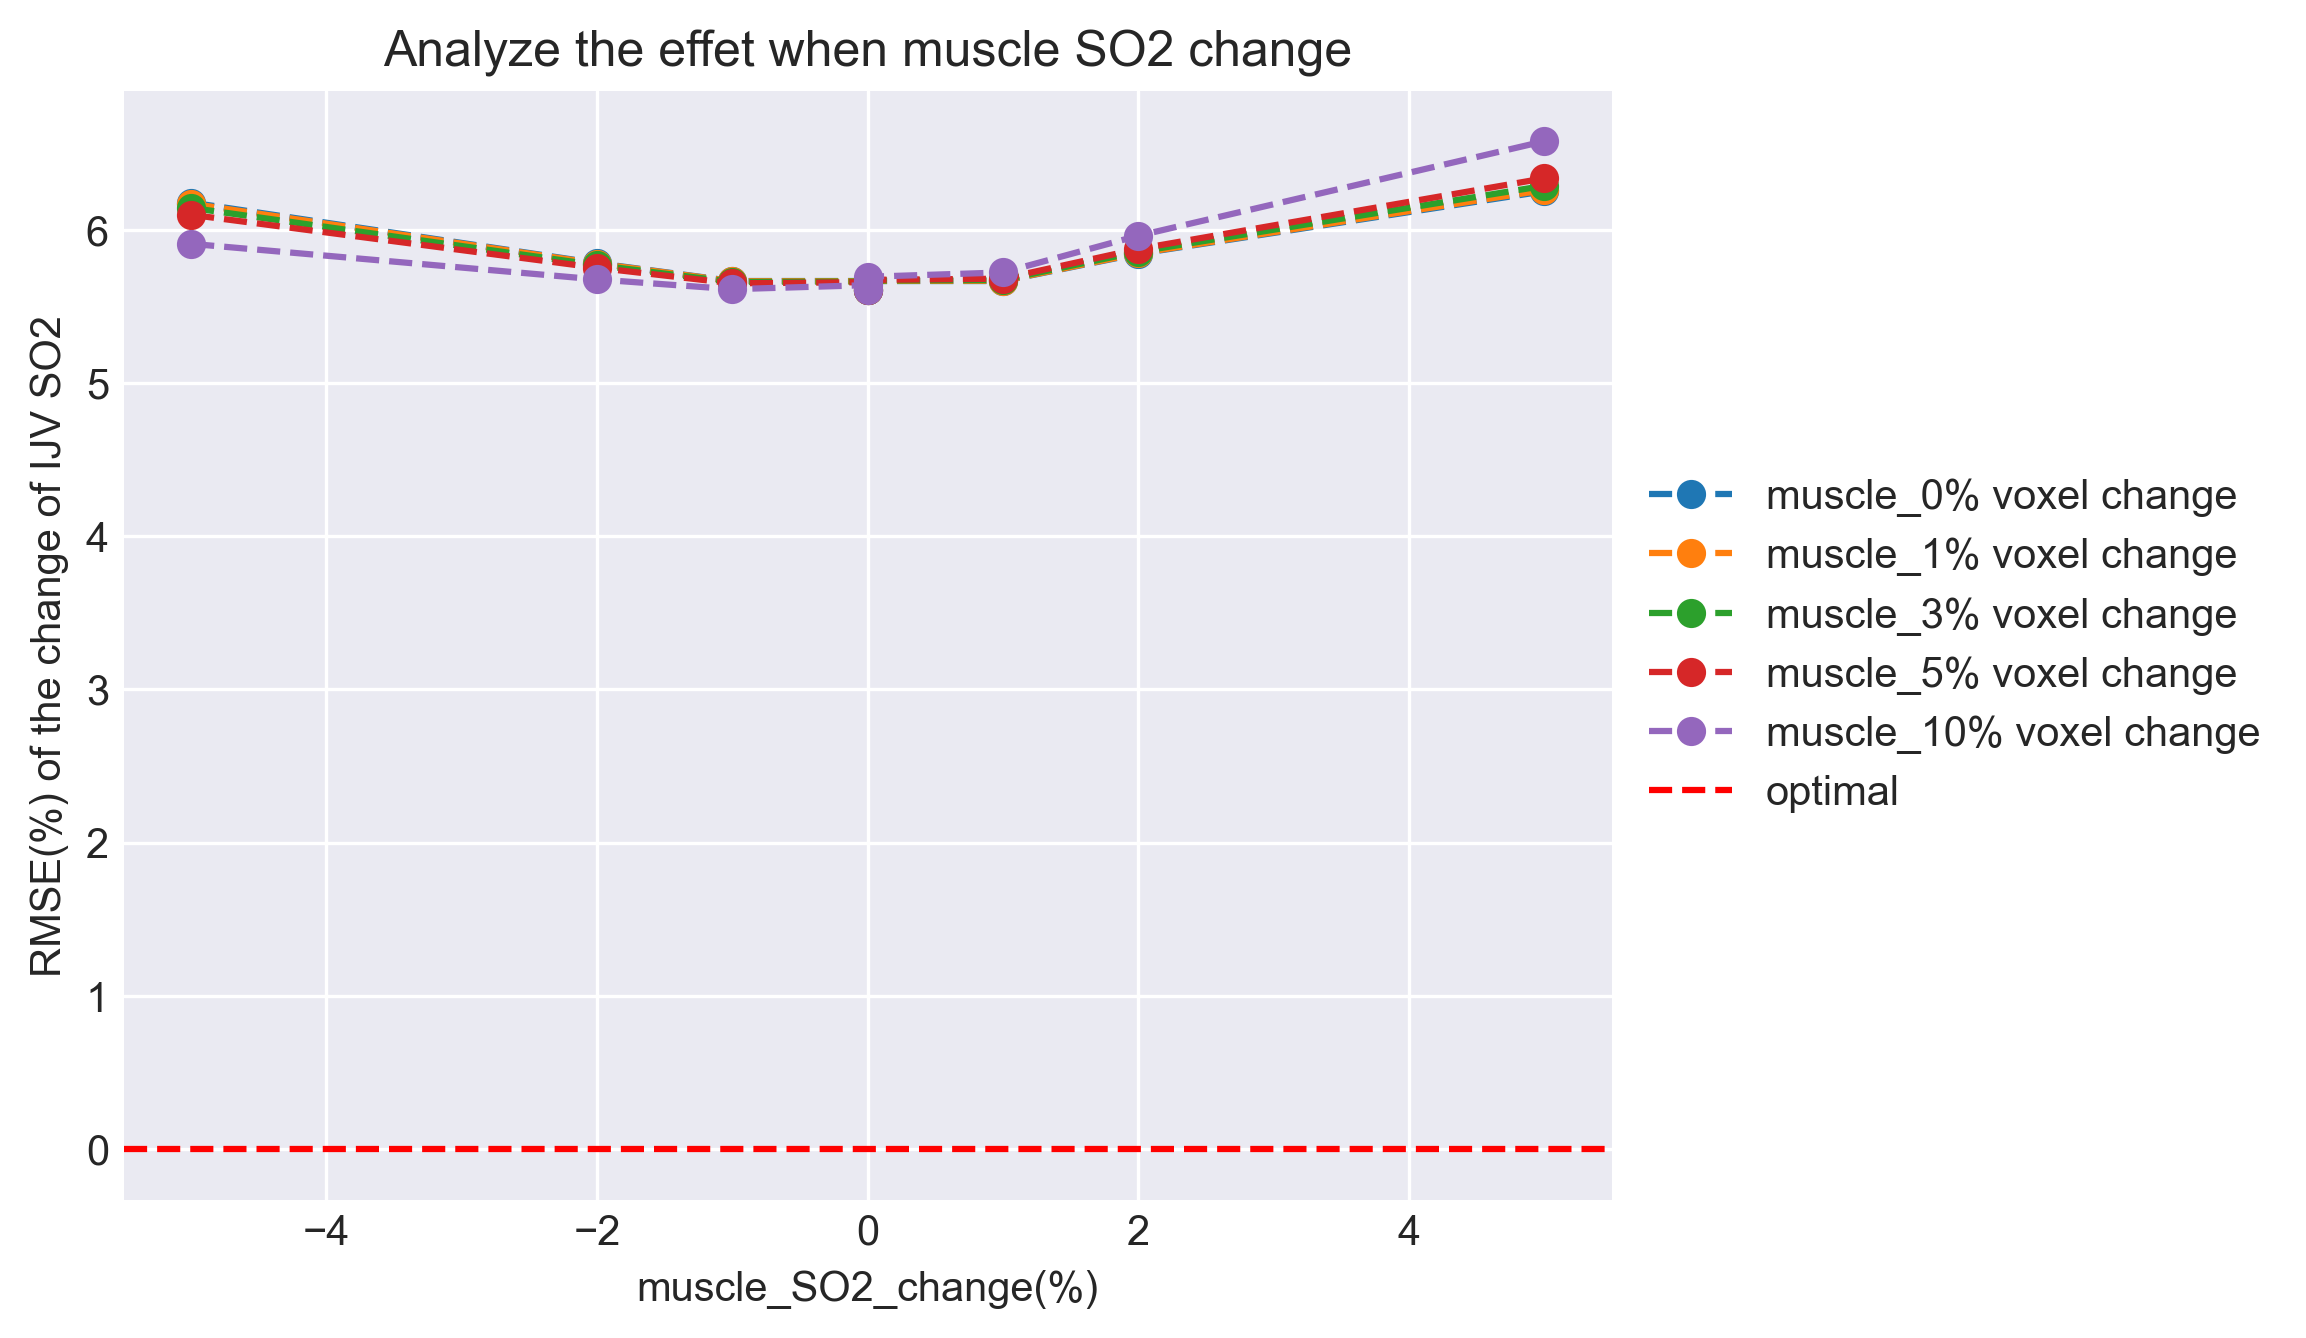 Analyze the effet when muscle SO2 change
RMSE(%) of the change of IJV SO2
6
5
4
3
2
1
0
−4
−2
0
2
4
muscle_SO2_change(%)
muscle_0% voxel change
muscle_1% voxel change
muscle_3% voxel change
muscle_5% voxel change
muscle_10% voxel change
optimal